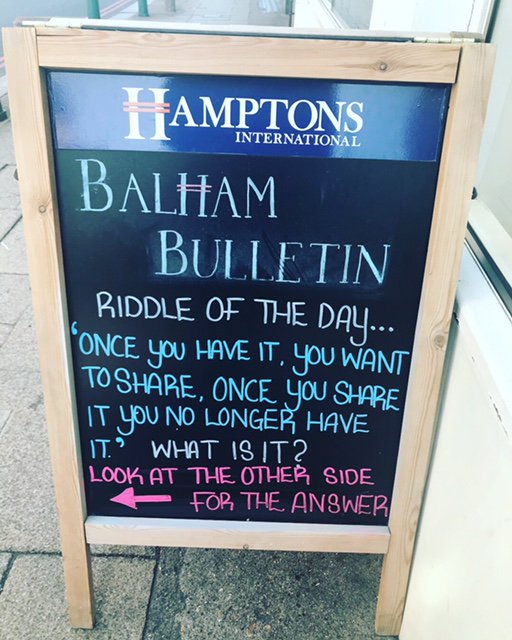 HAMPTONS
INTERNATIONAL
BALHAM
BULLETIN
RIDDLE OF THE DAY...
"ONCE YOU HAVE IT, YOU WANT
TO SHARE, ONCE YOU SHARE
IT YOU NO LONGER HAVE
IT." WHAT IS IT?
LOOK AT THE OTHER SIDE
FOR THE ANSWER